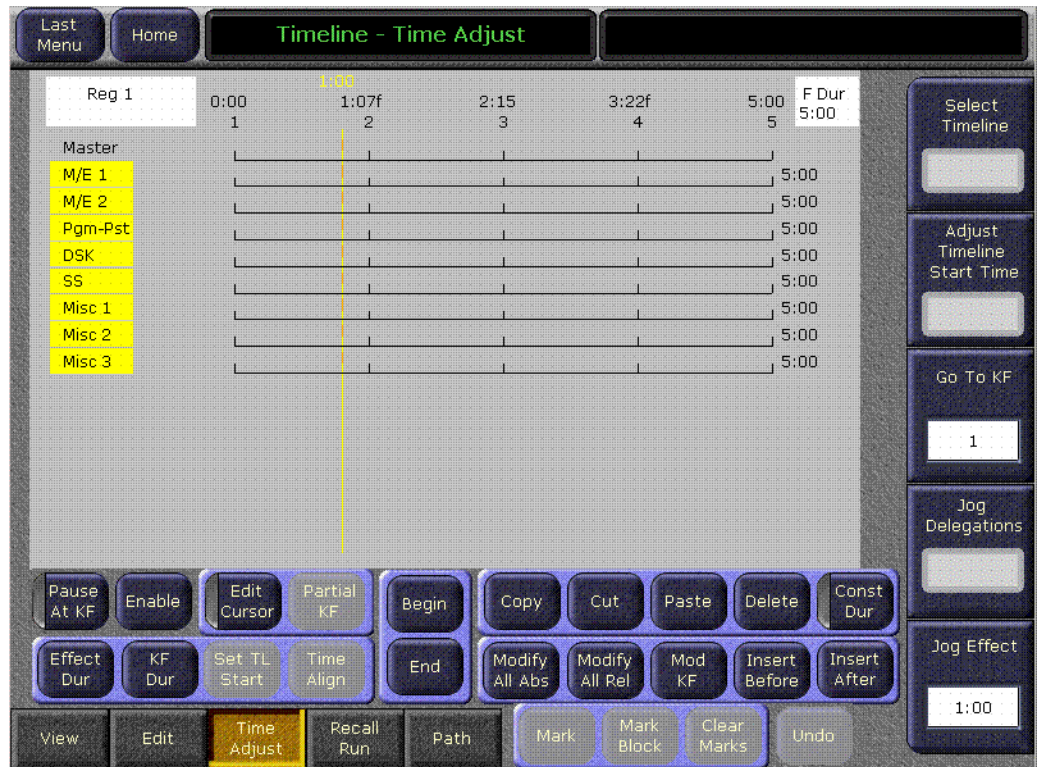 Last
Menu
Home
Timeline - Time Adjust
1:00
Reg 1
0:00 1:07f 2:15 3:22f 5:00
F Dur
5:00
1 2 3 4 5
Master
M/E 1 5:00
M/E 2 5:00
Pgm-Pst 5:00
DSK 5:00
SS 5:00
Misc 1 5:00
Misc 2 5:00
Misc 3 5:00
Select
Timeline
Adjust
Timeline
Start Time
Go To KF
1
Jog
Delegations
Jog Effect
1:00
Pause
At KF
Enable
Edit
Cursor
Partial
KF
Begin
Copy
Cut
Paste
Delete
Const
Dur
Effect
Dur
KF
Dur
Set TL
Start
Time
Align
End
Modify
All Abs
Modify
All Rel
Mod
KF
Insert
Before
Insert
After
View
Edit
Time
Adjust
Recall
Run
Path
Mark
Mark
Block
Clear
Marks
Undo